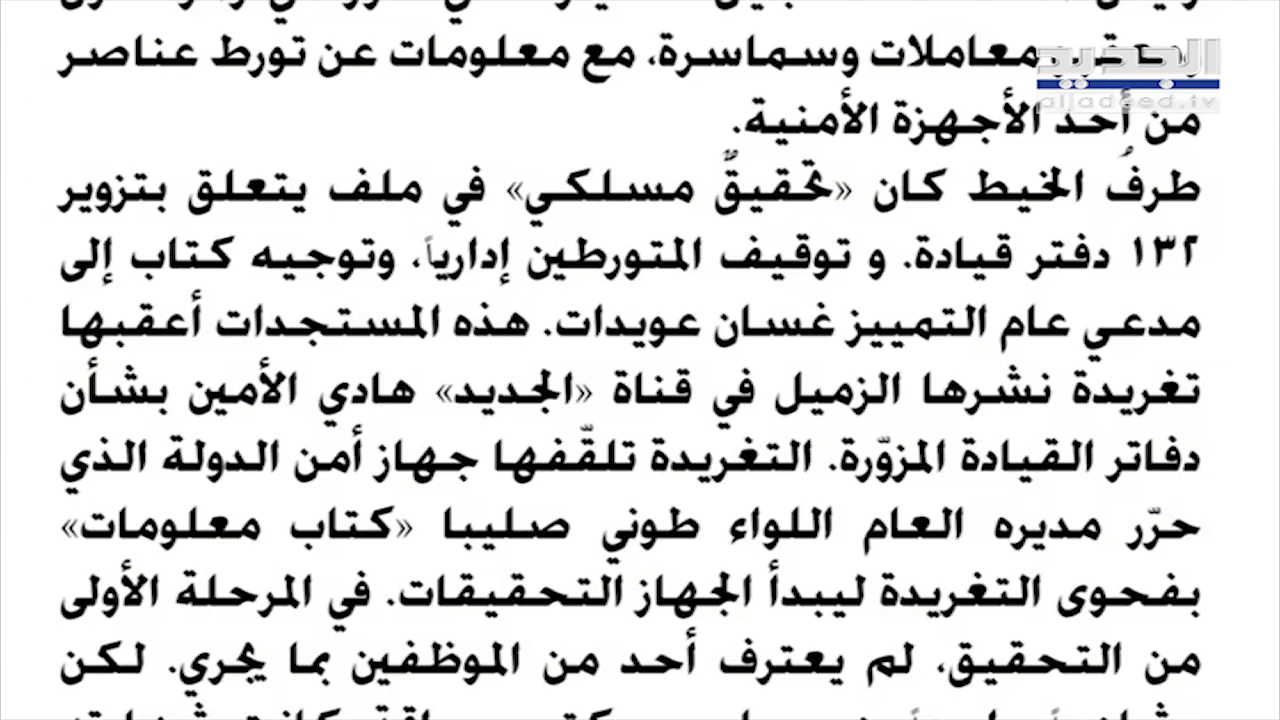 معاملات وسماسرة، مع معلومات عن تورط عناصر
الجديد
aljadeed.tv
من أحد الأجهزة الأمنية.
طرفُ الخيط كان «تحقيقٌ مسلكي» في ملف يتعلق بتزوير
١٣٢ دفتر قيادة. و توقيف المتورطين إدارياً، وتوجيه كتاب إلى
مدعي عام التمييز غسان عويدات. هذه المستجدات أعقبها
تغريدة نشرها الزميل في قناة «الجديد» هادي الأمين بشأن
دفاتر القيادة المزوّرة. التغريدة تلقّفها جهاز أمن الدولة الذي
حرّر مديره العام اللواء طوني صليبا «كتاب معلومات»
بفحوى التغريدة ليبدأ الجهاز التحقيقات. في المرحلة الأولى
من التحقيق، لم يعترف أحد من الموظفين بما يجري. لكن